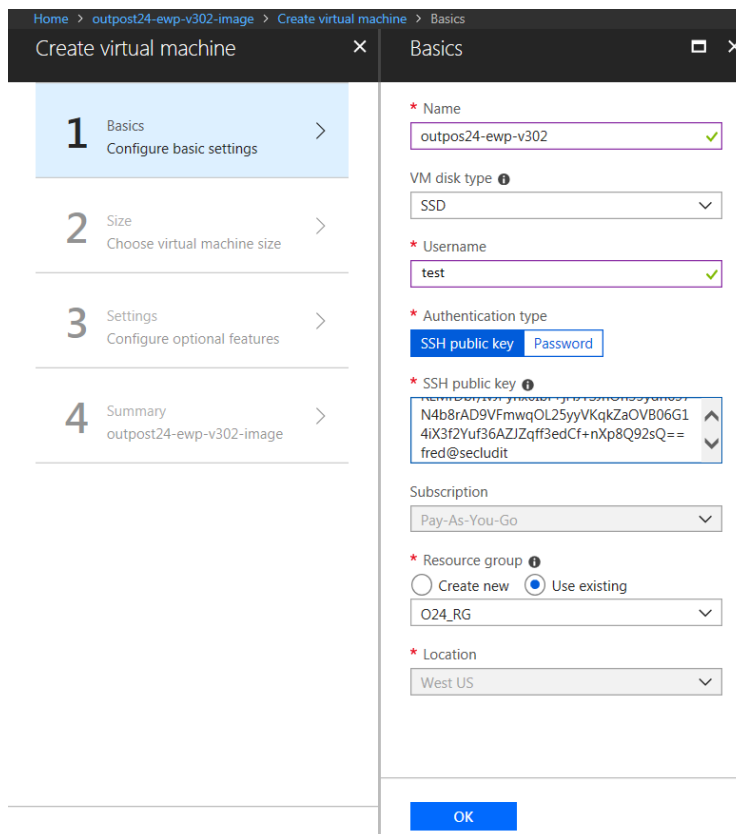 Home > outpost24-ewp-v302-image > Create virtual machine > Basics
Create virtual machine
1
Basics
Configure basic settings
2
Size
Choose virtual machine size
3
Settings
Configure optional features
4
Summary
outpost24-ewp-v302-image
Basics
* Name
outpos24-ewp-v302
VM disk type
SSD
* Username
test
* Authentication type
SSH public key Password
* SSH public key
N4b8rAD9VFmwqOL25yyVKqkZaOVB06G1
4iX3f2Yuf36AZJZqff3edCf+nXp8Q92sQ==
fred@secludit
Subscription
Pay-As-You-Go
* Resource group
Create new Use existing
O24_RG
* Location
West US
OK